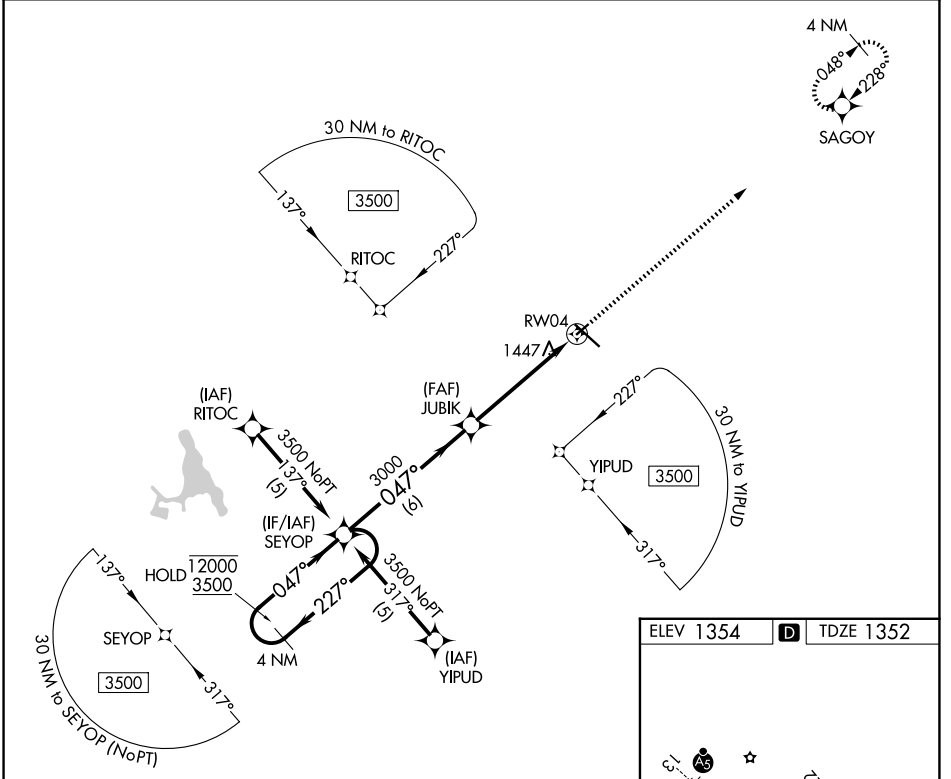 4 NM
048°
228°
SAGOY
30 NM to RITOC
3500
137°
227°
RITOC
RW04
1447
(FAF)
JUBIK
(IAF)
RITOC
3500 NoPT
137°
(5)
3000
047°
(6)
227°
30 NM to YIPUD
YIPUD
3500
317°
(IF/IAF)
SEYOP
HOLD
12000
3500
047°
227°
4 NM
3500 NoPT
317°
(5)
(IAF)
YIPUD
137°
SEYOP
317°
3500
30 NM to SEYOP (NoPT)
ELEV 1354
D
TDZE 1352
A5
13